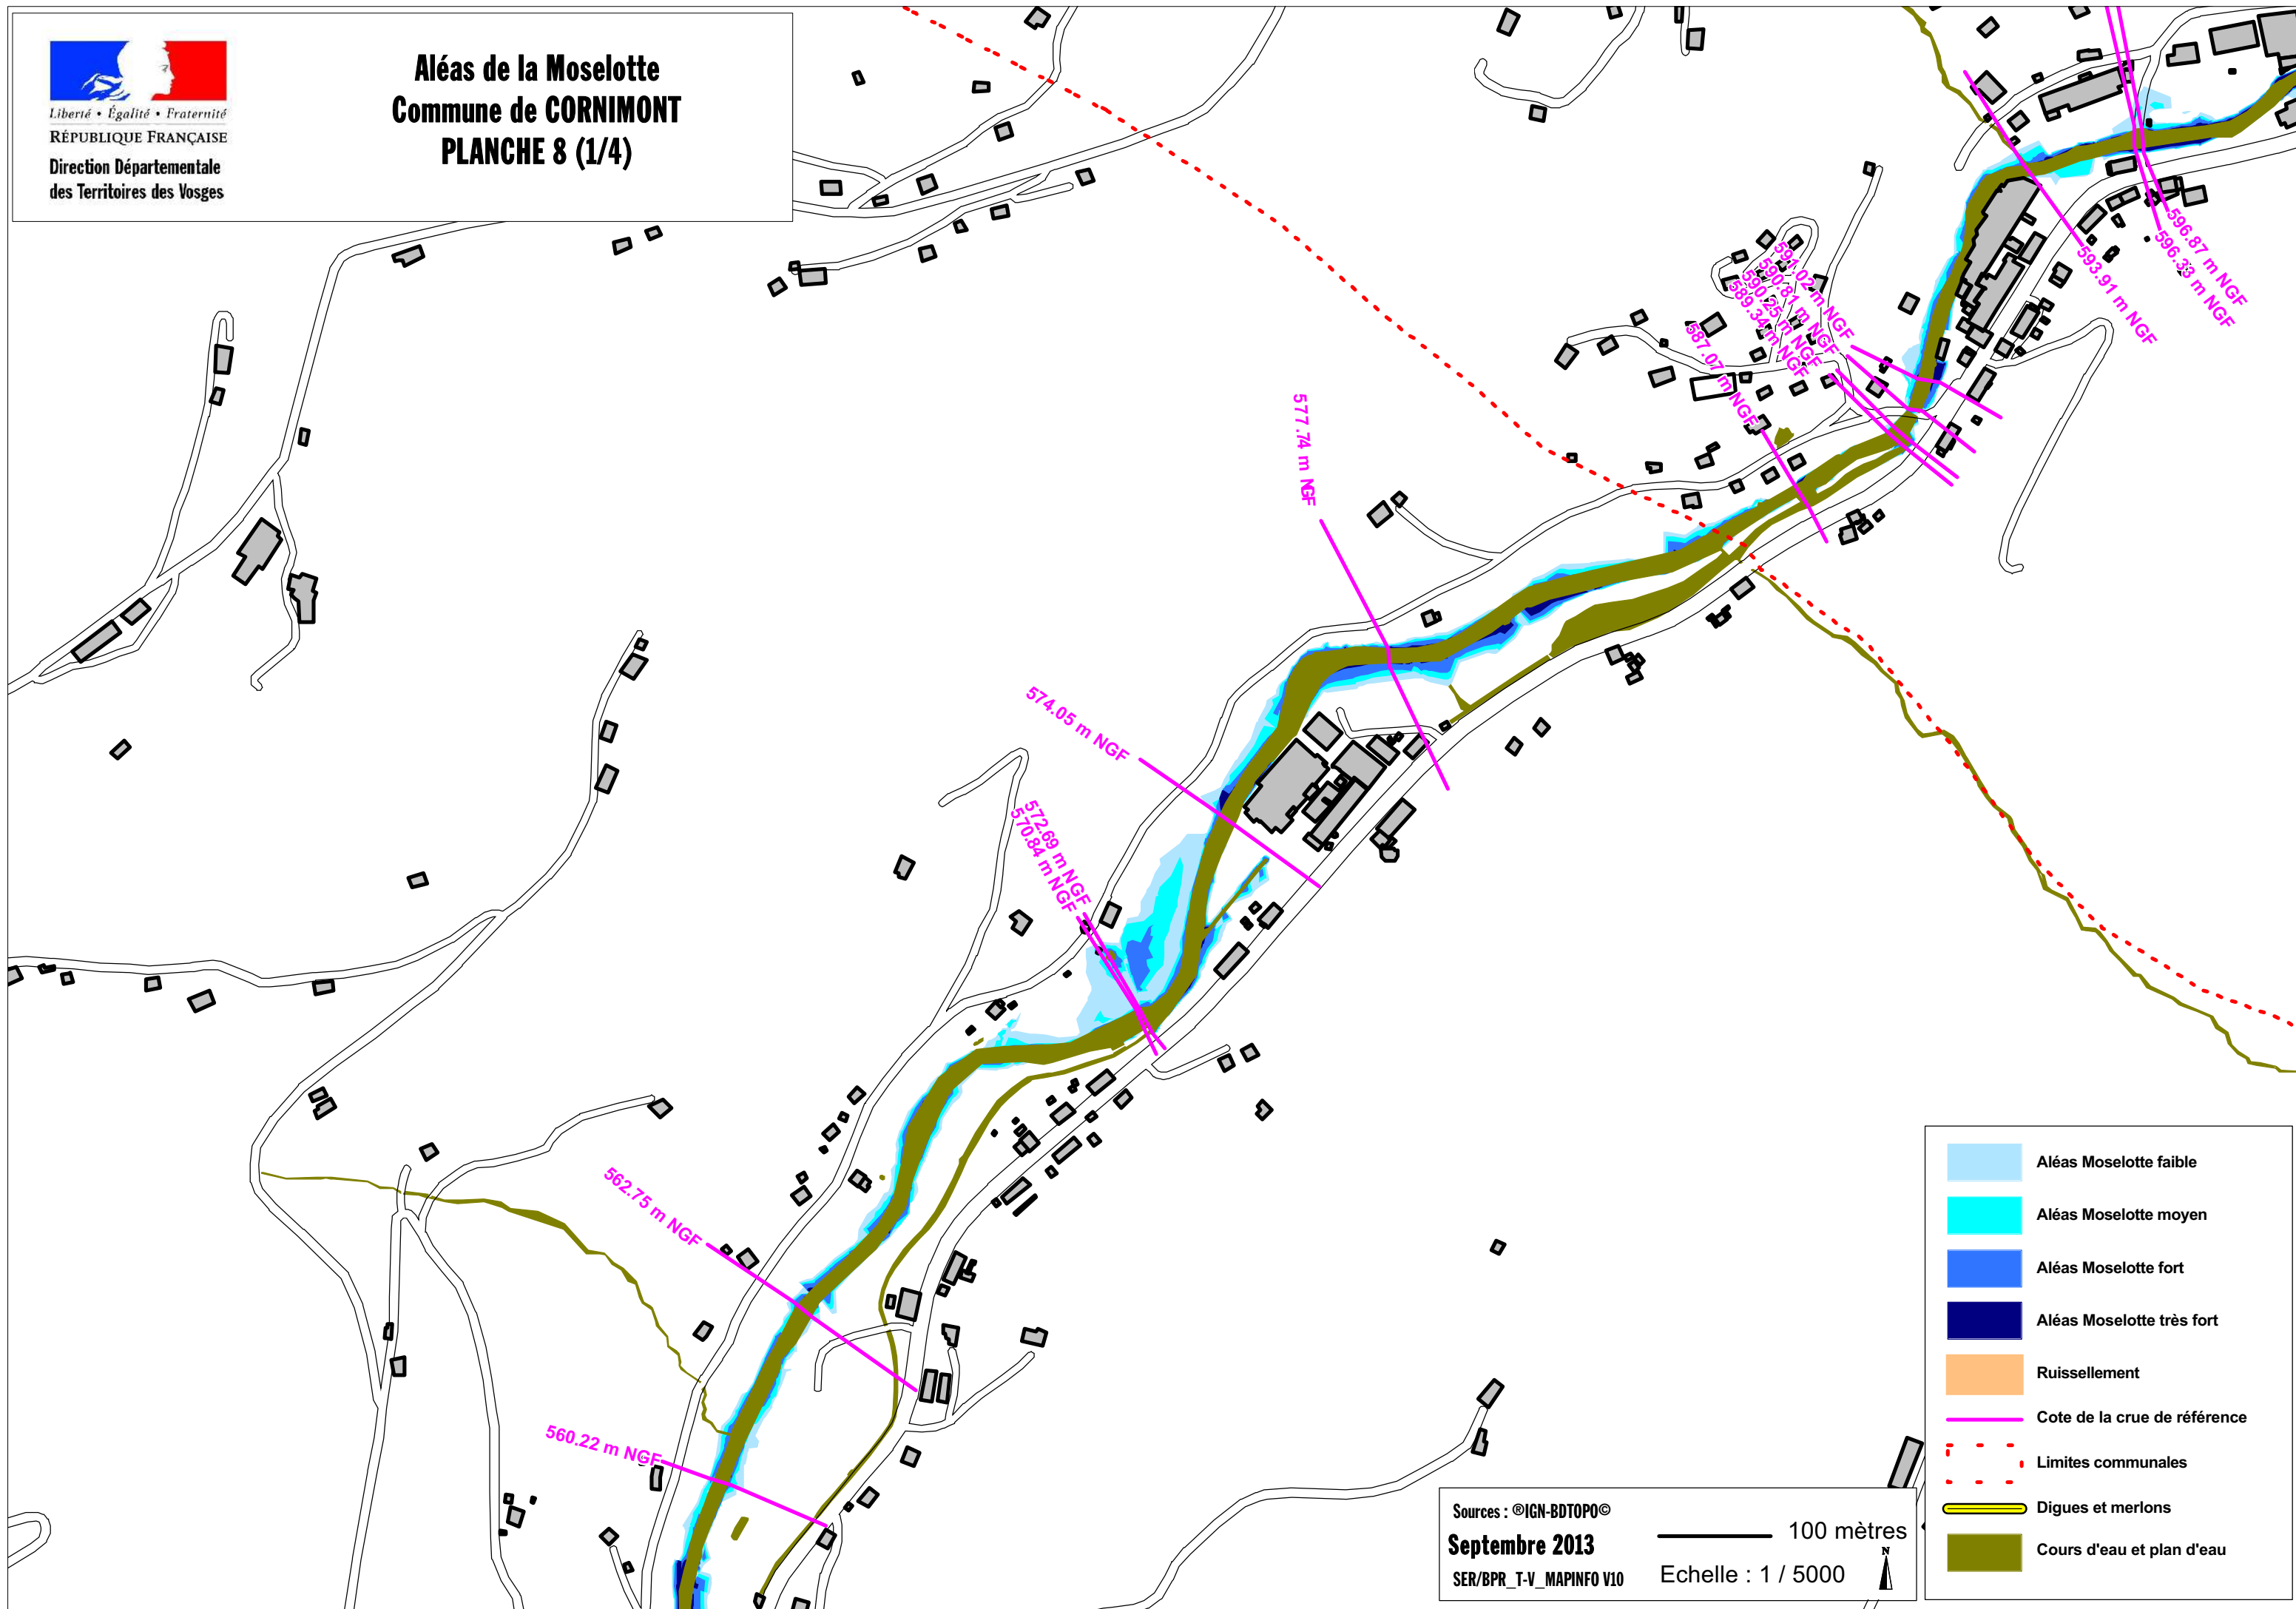 Liberté • Égalité • Fraternité
RÉPUBLIQUE FRANÇAISE
Direction Départementale
des Territoires des Vosges
Aléas de la Moselotte
Commune de CORNIMONT
PLANCHE 8 (1/4)
596.87 m NGF
596.33 m NGF
593.91 m NGF
591.02 m NGF
590.81 m NGF
590.25 m NGF
589.34 m NGF
587.07 m NGF
577.74 m NGF
574.05 m NGF
572.69 m NGF
570.84 m NGF
562.75 m NGF
560.22 m NGF
Aléas Moselotte faible
Aléas Moselotte moyen
Aléas Moselotte fort
Aléas Moselotte très fort
Ruissellement
Cote de la crue de référence
Limites communales
Digues et merlons
Cours d'eau et plan d'eau
Sources : ®IGN-BDTOPO©
Septembre 2013
SER/BPR_T-V_MAPINFO V10
100 mètres
Echelle : 1 / 5000
N